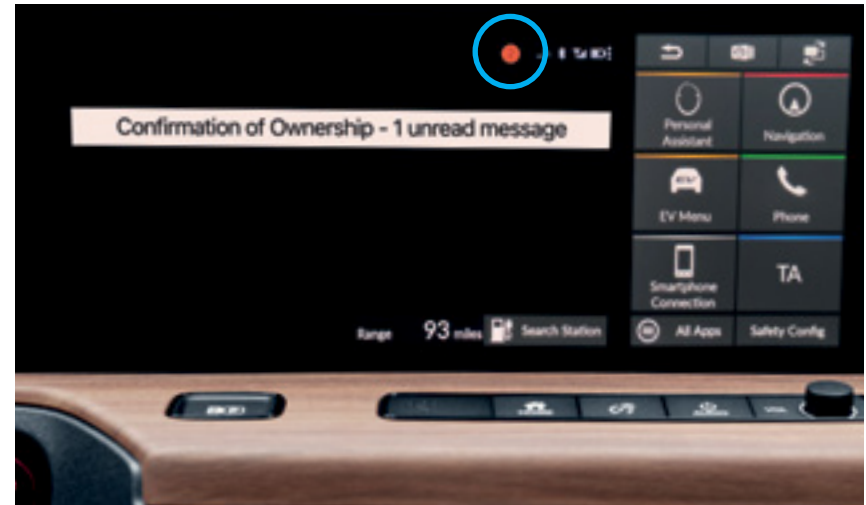 Confirmation of Ownership - 1 unread message
Personal
Assistant
Navigation
EV Menu
Phone
Smartphone
Connection
TA
Range 93 miles
Search Station
All Apps
Safety Config